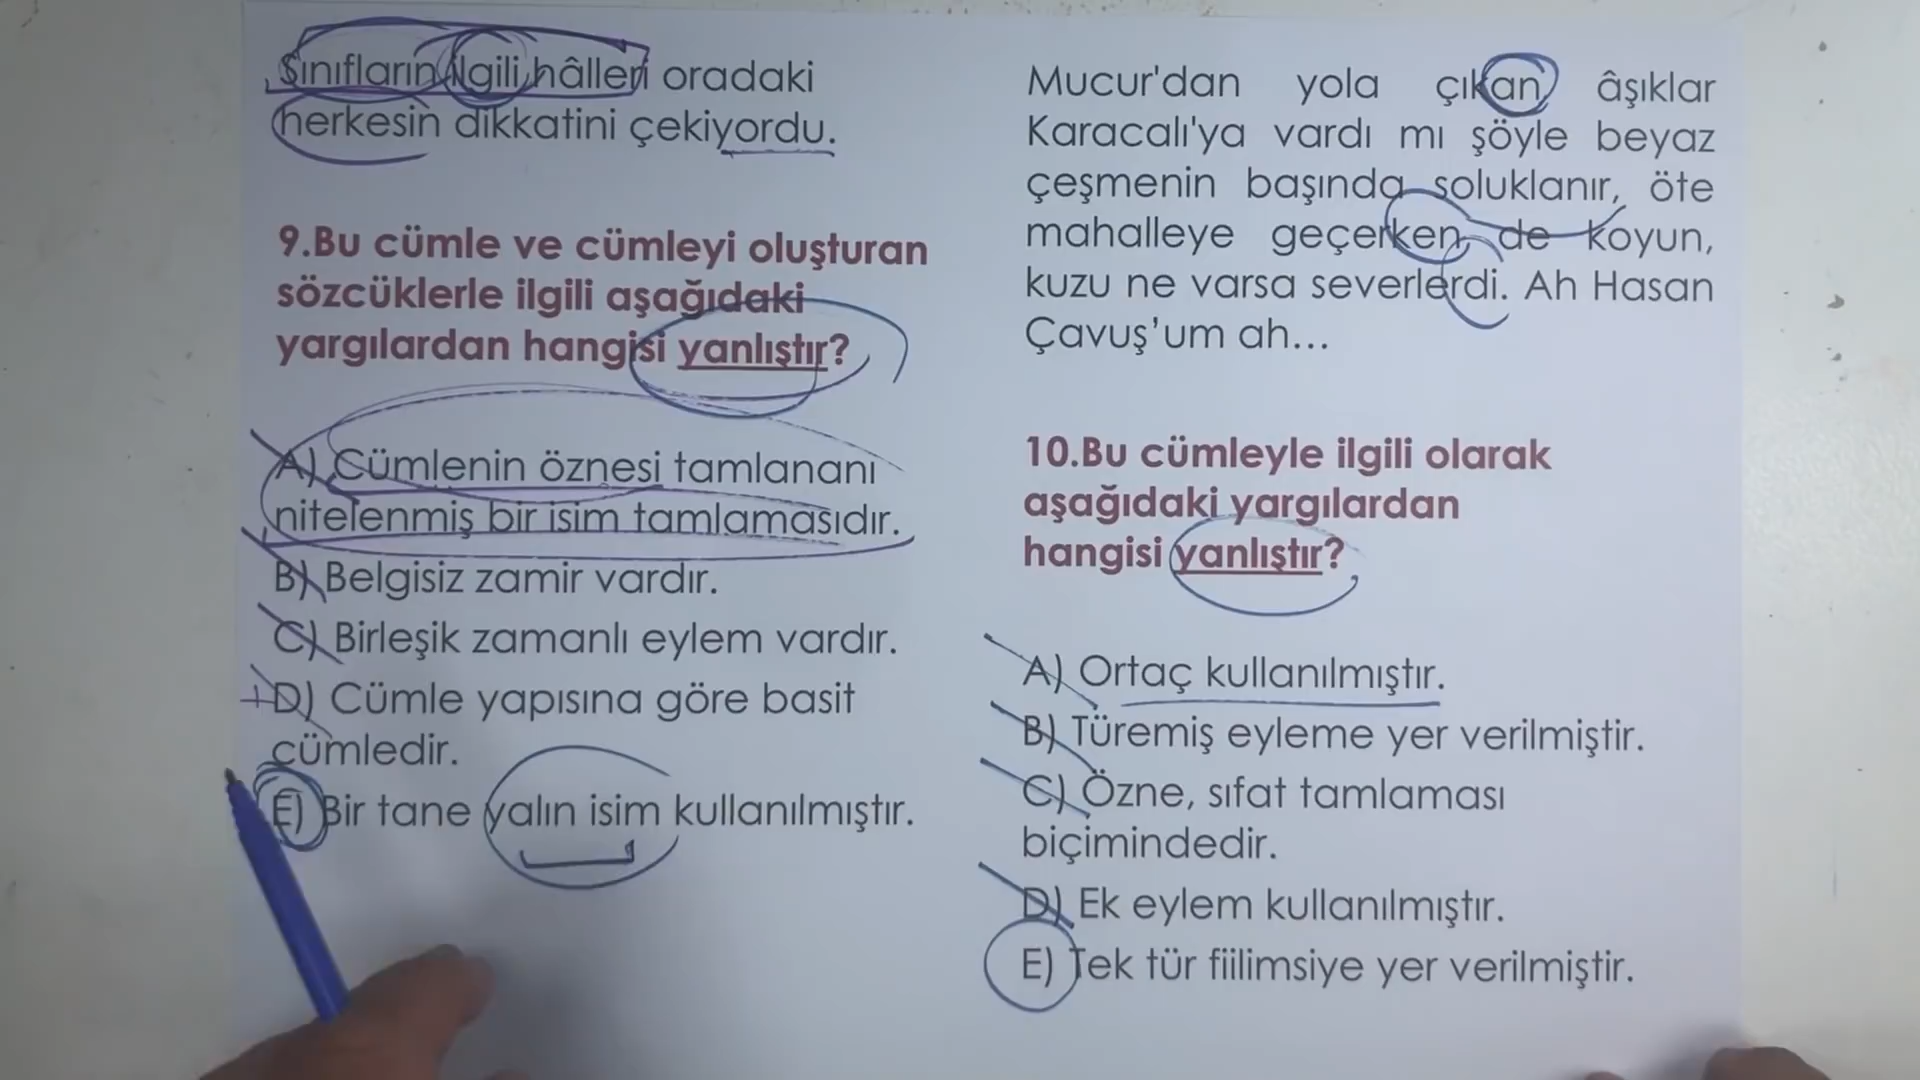 Sınıfların ilgili hâlleri oradaki
herkesin dikkatini çekiyordu.
9.Bu cümle ve cümleyi oluşturan
sözcüklerle ilgili aşağıdaki
yargılardan hangisi yanlıştır?
A) Cümlenin öznesi tamlananı
nitelenmiş bir isim tamlamasıdır.
B) Belgisiz zamir vardır.
C) Birleşik zamanlı eylem vardır.
D) Cümle yapısına göre basit
cümledir.
E) Bir tane yalın isim kullanılmıştır.
Mucur'dan yola çıkan âşıklar
Karacalı'ya vardı mı şöyle beyaz
çeşmenin başında soluklanır, öte
mahalleye geçerken de koyun,
kuzu ne varsa severlerdi. Ah Hasan
Çavuş’um ah...
10.Bu cümleyle ilgili olarak
aşağıdaki yargılardan
hangisi yanlıştır?
A) Ortaç kullanılmıştır.
B) Türemiş eyleme yer verilmiştir.
C) Özne, sıfat tamlaması
biçimindedir.
D) Ek eylem kullanılmıştır.
E) Tek tür fiilimsiye yer verilmiştir.